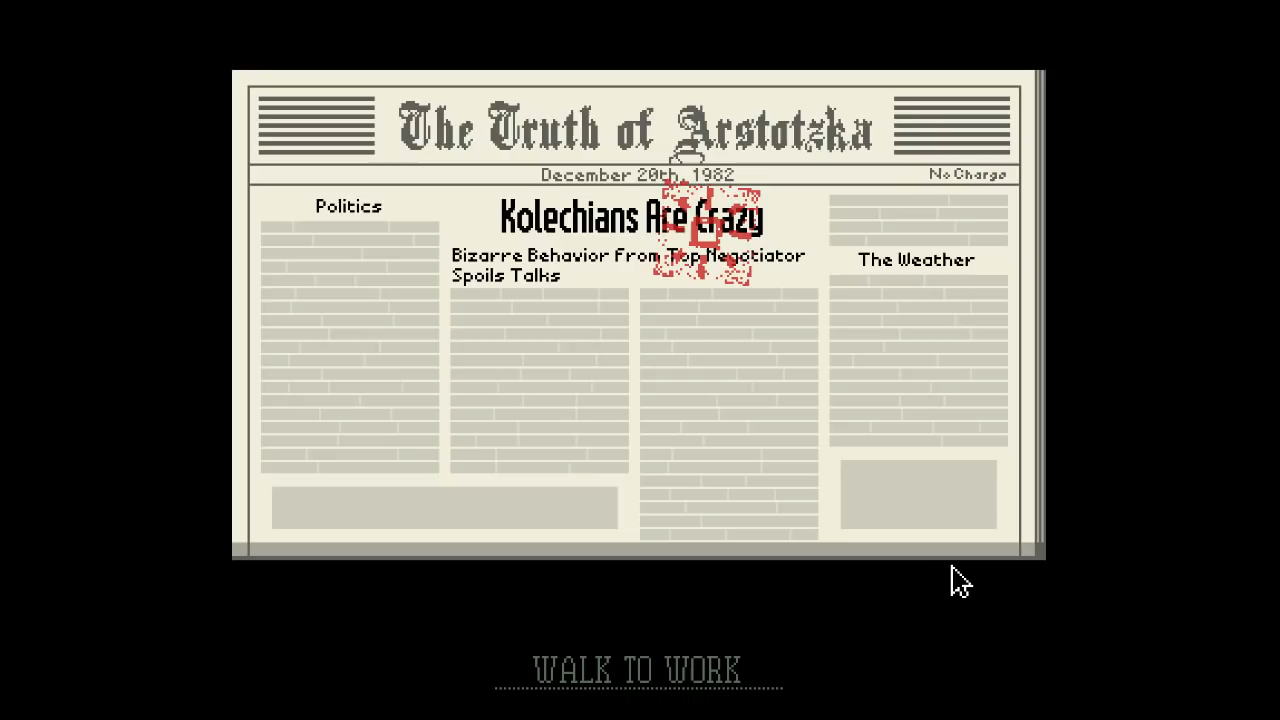 The Truth of Arstotzka
December 20th, 1982
No Charge
Politics
Kolechians Are Crazy
Bizarre Behavior From Top Negotiator
Spoils Talks
The Weather
WALK TO WORK